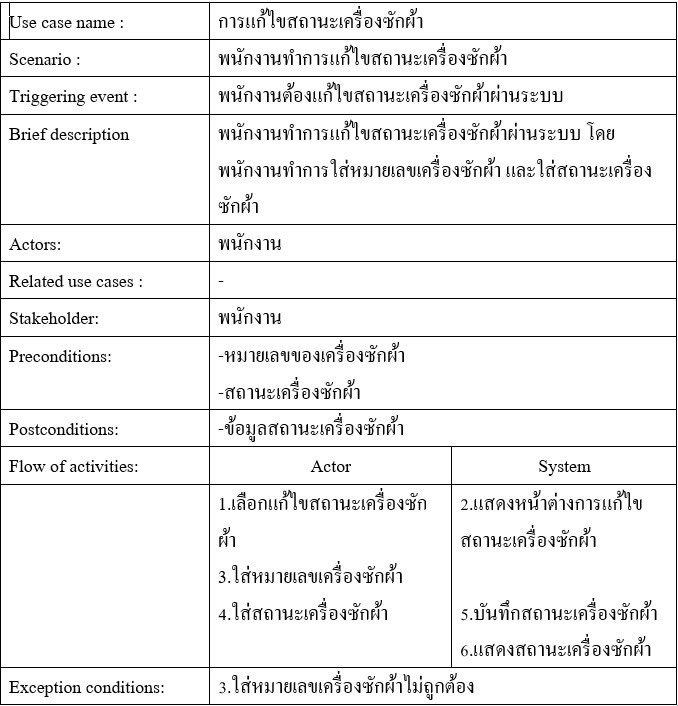 Use case name : การแก้ไขสถานะเครื่องซักผ้า
Scenario : พนักงานทำการแก้ไขสถานะเครื่องซักผ้า
Triggering event : พนักงานต้องแก้ไขสถานะเครื่องซักผ้าผ่านระบบ
Brief description พนักงานทำการแก้ไขสถานะเครื่องซักผ้าผ่านระบบ โดย
พนักงานทำการใส่หมายเลขเครื่องซักผ้า และใส่สถานะเครื่อง
ซักผ้า
Actors: พนักงาน
Related use cases : -
Stakeholder: พนักงาน
Preconditions: -หมายเลขของเครื่องซักผ้า
-สถานะเครื่องซักผ้า
Postconditions: -ข้อมูลสถานะเครื่องซักผ้า
Flow of activities: Actor System
1.เลือกแก้ไขสถานะเครื่องซัก
ผ้า
3.ใส่หมายเลขเครื่องซักผ้า
4.ใส่สถานะเครื่องซักผ้า
2.แสดงหน้าต่างการแก้ไข
สถานะเครื่องซักผ้า
5.บันทึกสถานะเครื่องซักผ้า
6.แสดงสถานะเครื่องซักผ้า
Exception conditions: 3.ใส่หมายเลขเครื่องซักผ้าไม่ถูกต้อง